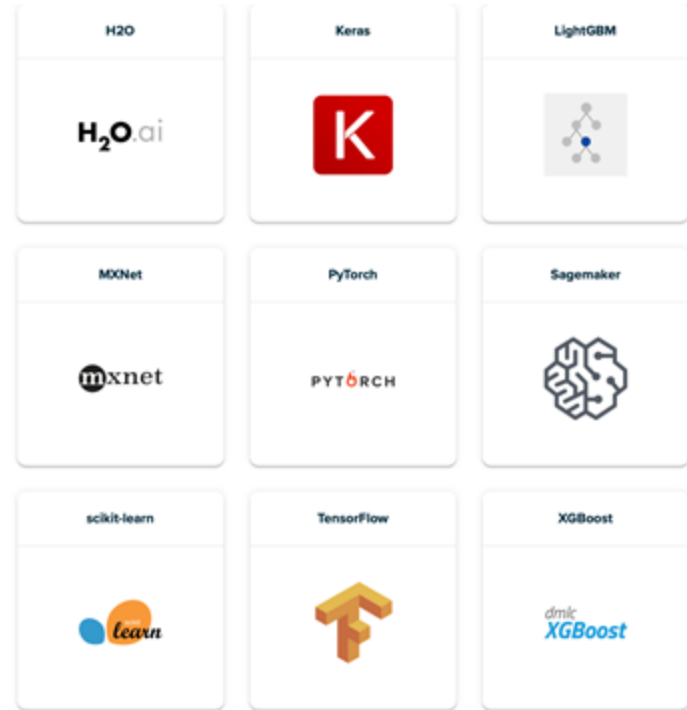 H2O
Keras
LightGBM
H2O.ai
K
MXNet
PyTorch
Sagemaker
mxnet
PYTORCH
scikit-learn
TensorFlow
XGBoost
learn
dmlc
XGBoost